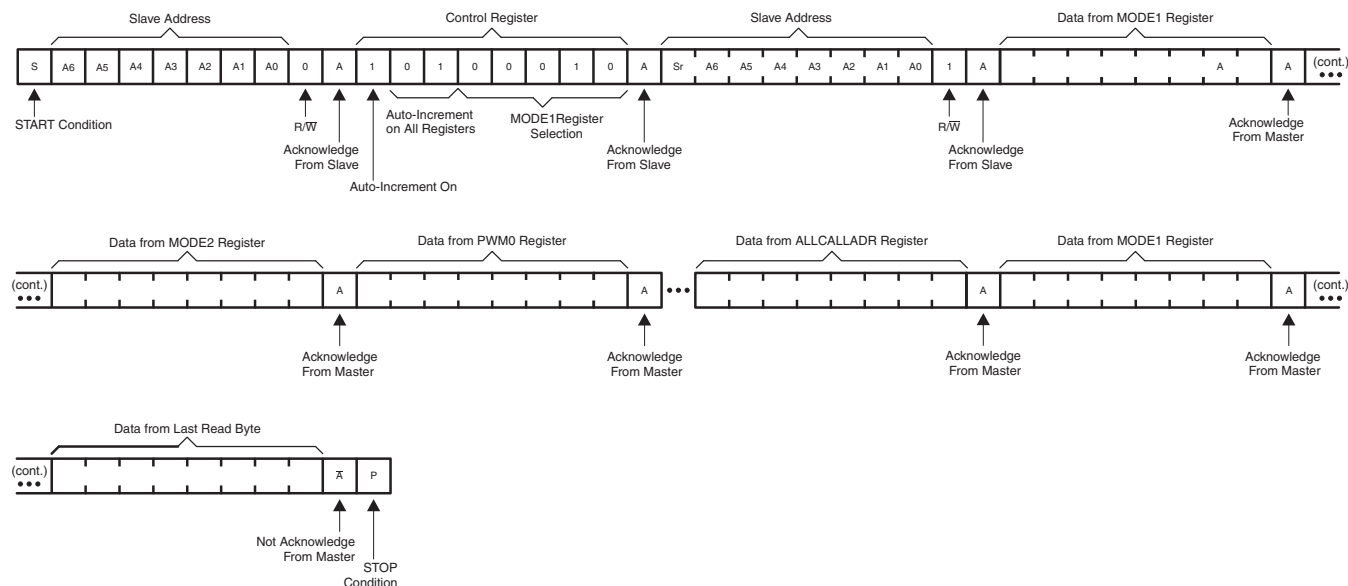 Slave Address
Control Register
Slave Address
Data from MODE1 Register
S A6 A5 A4 A3 A2 A1 A0 0 A 1 0 1 0 0 0 1 0 A Sr A6 A5 A4 A3 A2 A1 A0 1 A A A (cont.)
START Condition
R/W̅
Acknowledge
From Slave
Auto-Increment On
Auto-Increment
on All Registers
MODE1Register
Selection
Acknowledge
From Slave
R/W̅
Acknowledge
From Slave
Acknowledge
From Master
Data from MODE2 Register
Data from PWM0 Register
Data from ALLCALLADR Register
Data from MODE1 Register
(cont.) A A A A (cont.)
Acknowledge
From Master
Acknowledge
From Master
Acknowledge
From Master
Acknowledge
From Master
Data from Last Read Byte
(cont.) A̅ P
Not Acknowledge
From Master
STOP
Condition